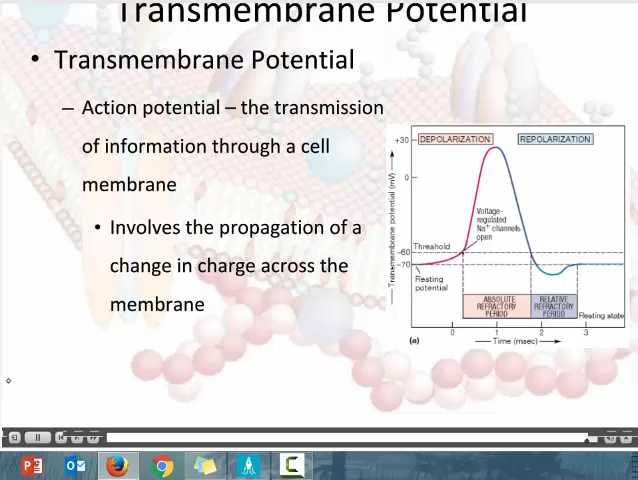 Transmembrane Potential
• Transmembrane Potential
– Action potential – the transmission
of information through a cell
membrane
• Involves the propagation of a
change in charge across the
membrane
DEPOLARIZATION
REPOLARIZATION
+30
0
−60
−70
Transmembrane potential (mV)
Voltage-
regulated
Na+ channels
open
Threshold
Resting
potential
ABSOLUTE
REFRACTORY
PERIOD
RELATIVE
REFRACTORY
PERIOD
Resting state
0 1 2 3
Time (msec)
(a)